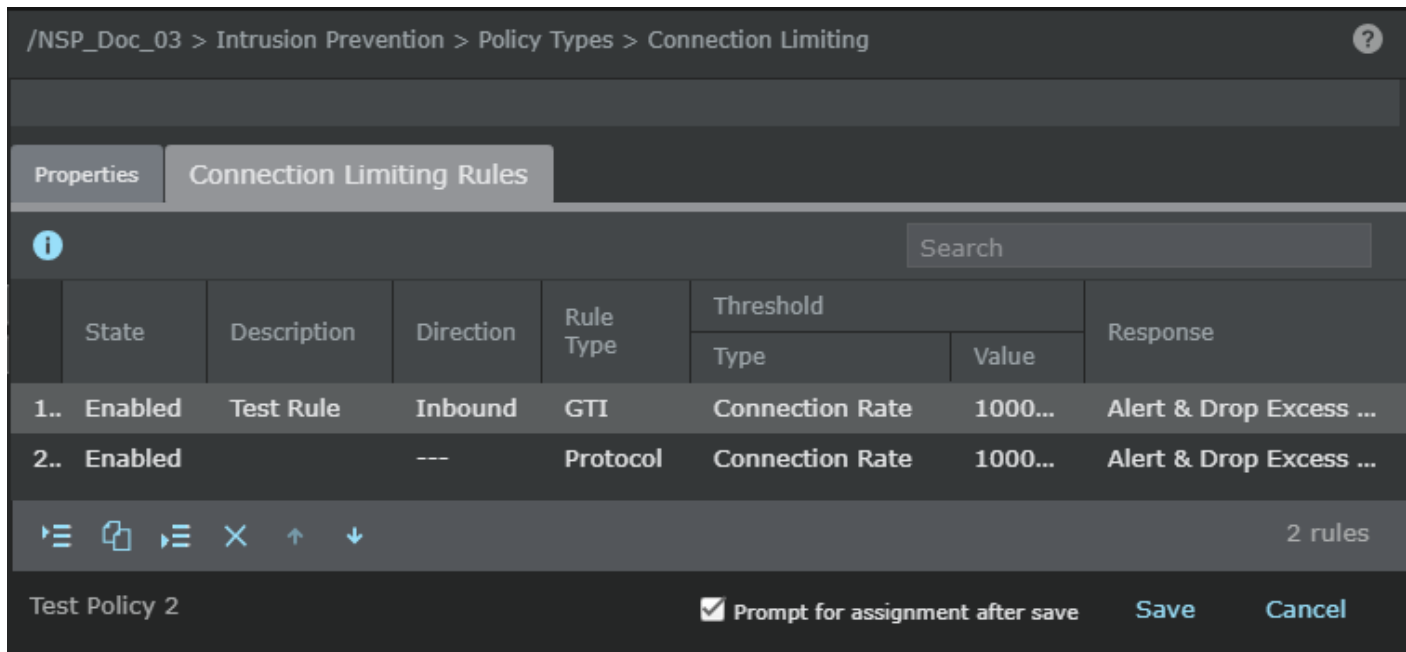 /NSP_Doc_03 > Intrusion Prevention > Policy Types > Connection Limiting
?
Properties
Connection Limiting Rules
i
Search
State
Description
Direction
Rule Type
Threshold
Type
Value
Response
1.. Enabled Test Rule Inbound GTI Connection Rate 1000... Alert & Drop Excess ...
2.. Enabled --- Protocol Connection Rate 1000... Alert & Drop Excess ...
2 rules
Test Policy 2
Prompt for assignment after save
Save
Cancel